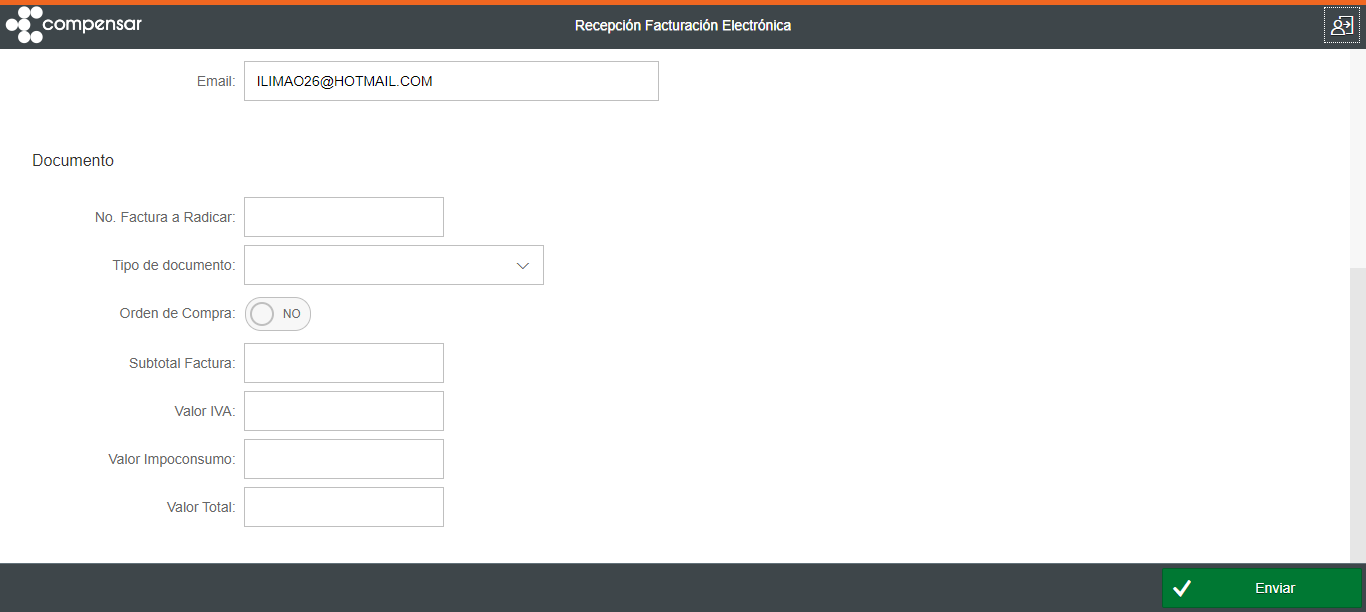 compensar
Recepción Facturación Electrónica
Email: ILIMAO26@HOTMAIL.COM
Documento
No. Factura a Radicar:
Tipo de documento:
Orden de Compra: NO
Subtotal Factura:
Valor IVA:
Valor Impoconsumo:
Valor Total:
Enviar